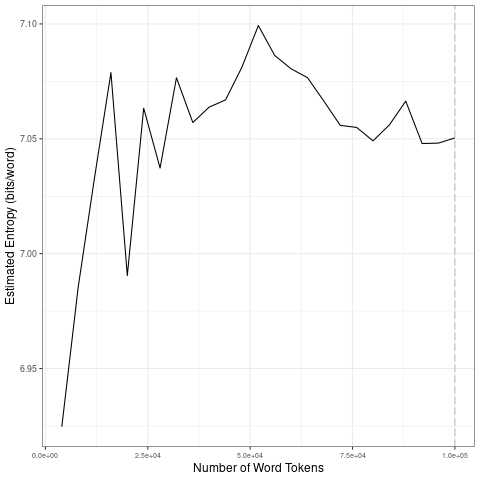 7.10
7.05
7.00
6.95
Estimated Entropy (bits/word)
0.0e+00 2.5e+04 5.0e+04 7.5e+04 1.0e+05
Number of Word Tokens